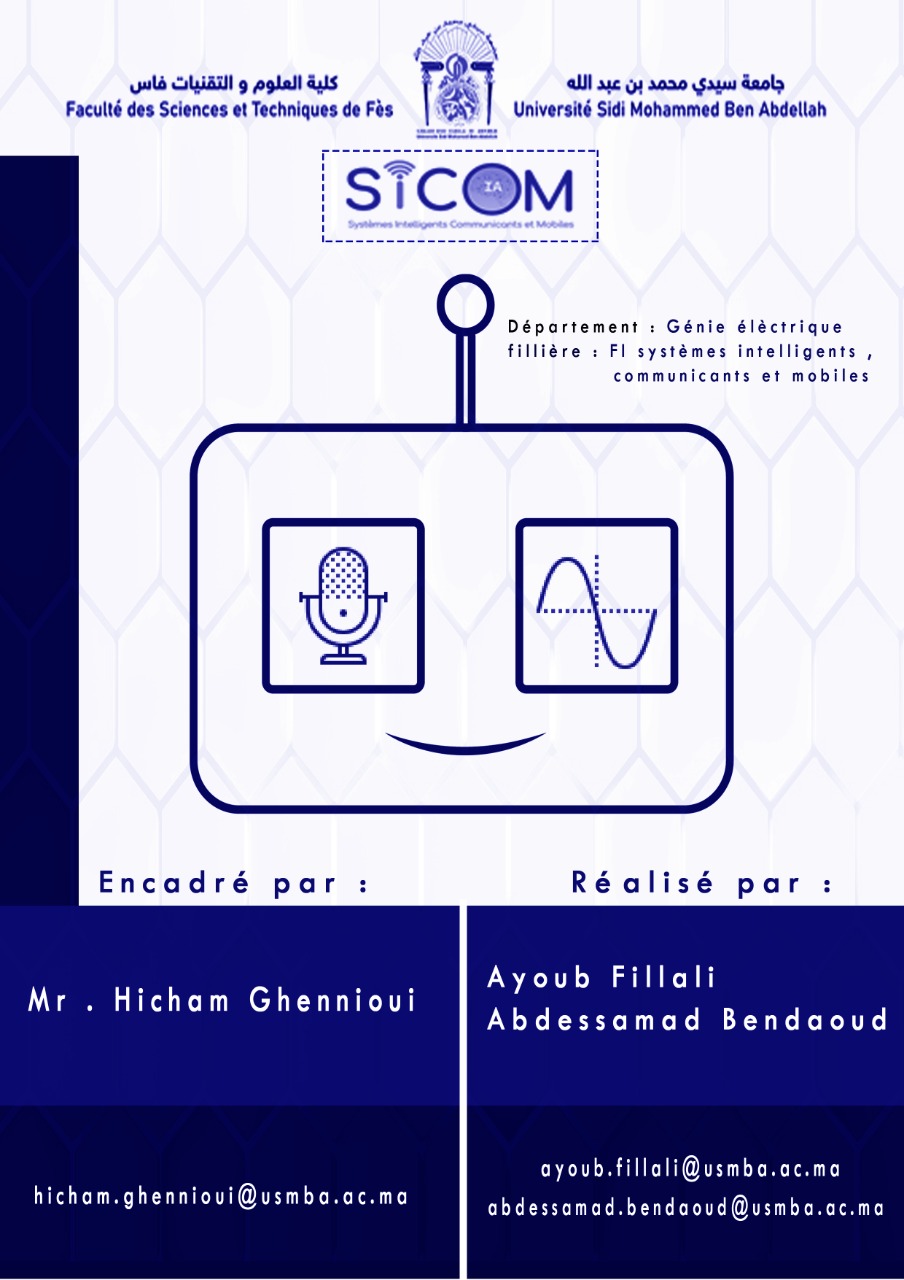 كلية العلوم و التقنيات فاس
Faculté des Sciences et Techniques de Fès
جامعة سيدي محمد بن عبد الله
Université Sidi Mohammed Ben Abdellah
SiCOM
IA
Systèmes Intelligents Communicants et Mobiles
Département : Génie élèctrique
fillière : FI systèmes intelligents ,
communicants et mobiles
Encadré par :
Mr . Hicham Ghennioui
hicham.ghennioui@usmba.ac.ma
Réalisé par :
Ayoub Fillali
Abdessamad Bendaoud
ayoub.fillali@usmba.ac.ma
abdessamad.bendaoud@usmba.ac.ma